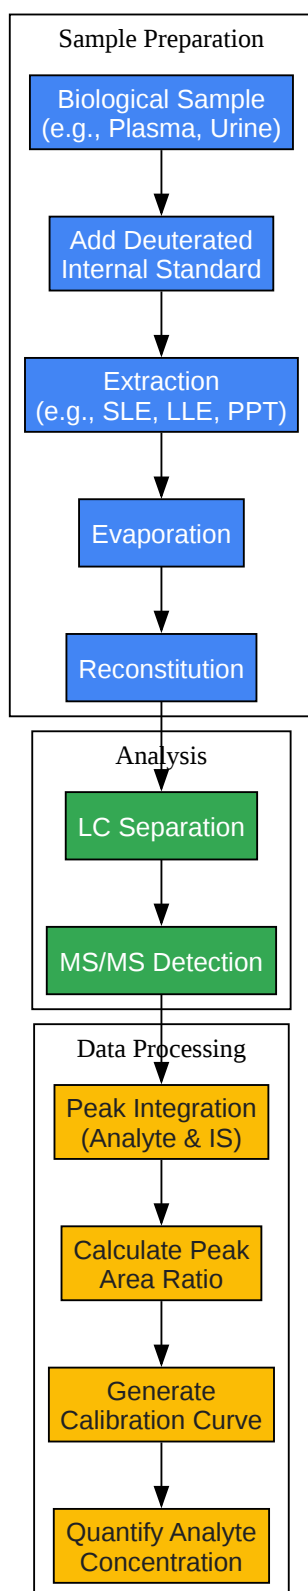 Sample Preparation
Biological Sample
(e.g., Plasma, Urine)
Add Deuterated
Internal Standard
Extraction
(e.g., SLE, LLE, PPT)
Evaporation
Reconstitution
Analysis
LC Separation
MS/MS Detection
Data Processing
Peak Integration
(Analyte & IS)
Calculate Peak
Area Ratio
Generate
Calibration Curve
Quantify Analyte
Concentration